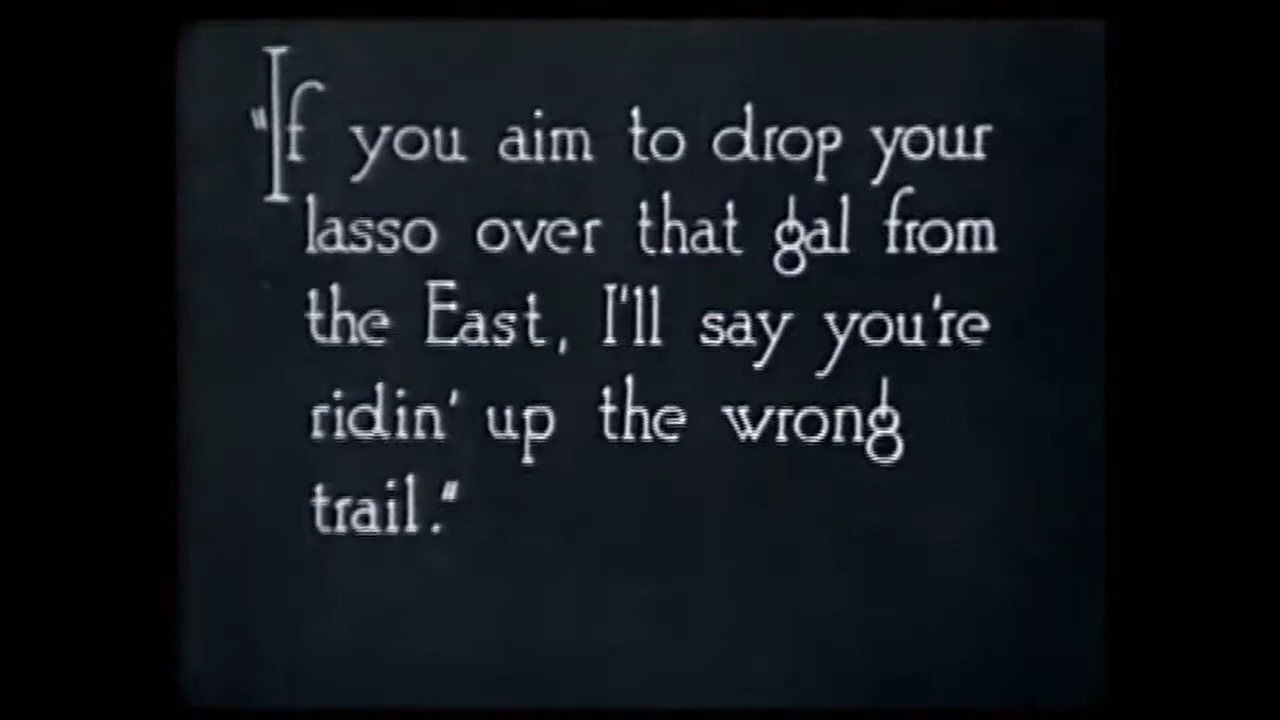 "If you aim to drop your
lasso over that gal from
the East, I'll say you're
ridin' up the wrong
trail."